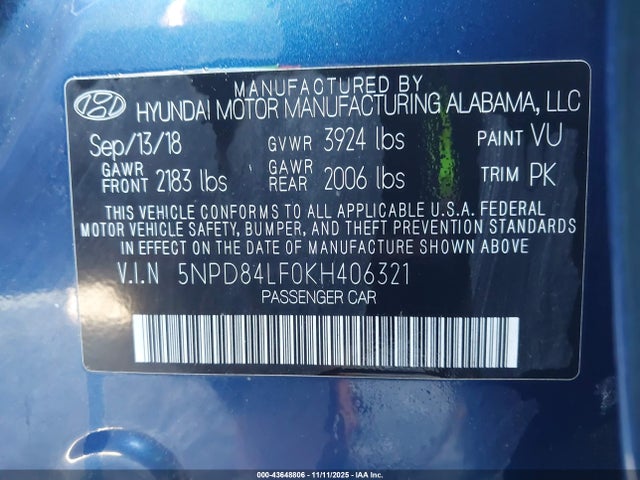 MANUFACTURED BY
HYUNDAI MOTOR MANUFACTURING ALABAMA, LLC
Sep/13/18 GVWR 3924 lbs PAINT VU
GAWR FRONT 2183 lbs GAWR REAR 2006 lbs TRIM PK
THIS VEHICLE CONFORMS TO ALL APPLICABLE U.S.A. FEDERAL
MOTOR VEHICLE SAFETY, BUMPER, AND THEFT PREVENTION STANDARDS
IN EFFECT ON THE DATE OF MANUFACTURE SHOWN ABOVE
V.I.N 5NPD84LF0KH406321
PASSENGER CAR
000-43648806 - 11/11/2025 - IAA Inc.